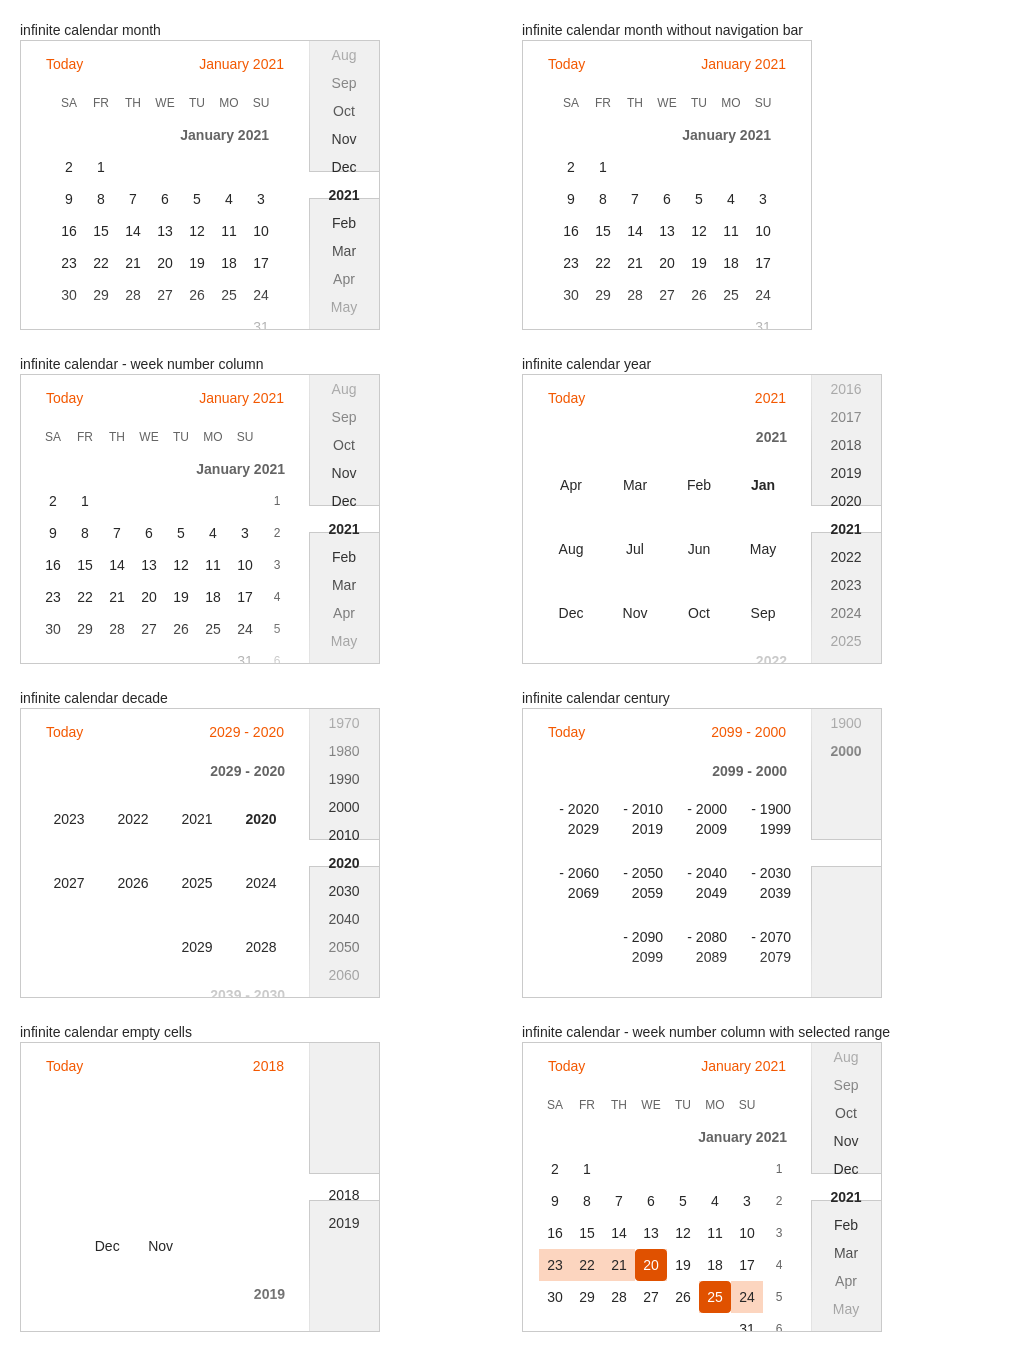 infinite calendar month
Today January 2021
SA FR TH WE TU MO SU
January 2021
2 1
9 8 7 6 5 4 3
16 15 14 13 12 11 10
23 22 21 20 19 18 17
30 29 28 27 26 25 24
31
Aug
Sep
Oct
Nov
Dec
2021
Feb
Mar
Apr
May
infinite calendar month without navigation bar
Today January 2021
SA FR TH WE TU MO SU
January 2021
2 1
9 8 7 6 5 4 3
16 15 14 13 12 11 10
23 22 21 20 19 18 17
30 29 28 27 26 25 24
31
infinite calendar - week number column
Today January 2021
SA FR TH WE TU MO SU
January 2021
2 1 1
9 8 7 6 5 4 3 2
16 15 14 13 12 11 10 3
23 22 21 20 19 18 17 4
30 29 28 27 26 25 24 5
31 6
Aug
Sep
Oct
Nov
Dec
2021
Feb
Mar
Apr
May
infinite calendar year
Today 2021
2021
Apr Mar Feb Jan
Aug Jul Jun May
Dec Nov Oct Sep
2022
2016
2017
2018
2019
2020
2021
2022
2023
2024
2025
infinite calendar decade
Today 2029 - 2020
2029 - 2020
2023 2022 2021 2020
2027 2026 2025 2024
2029 2028
2039 - 2030
1970
1980
1990
2000
2010
2020
2030
2040
2050
2060
infinite calendar century
Today 2099 - 2000
2099 - 2000
- 2020 - 2010 - 2000 - 1900
2029 2019 2009 1999
- 2060 - 2050 - 2040 - 2030
2069 2059 2049 2039
- 2090 - 2080 - 2070
2099 2089 2079
1900
2000
infinite calendar empty cells
Today 2018
Dec Nov
2019
2018
2019
infinite calendar - week number column with selected range
Today January 2021
SA FR TH WE TU MO SU
January 2021
2 1 1
9 8 7 6 5 4 3 2
16 15 14 13 12 11 10 3
23 22 21 20 19 18 17 4
30 29 28 27 26 25 24 5
31 6
Aug
Sep
Oct
Nov
Dec
2021
Feb
Mar
Apr
May